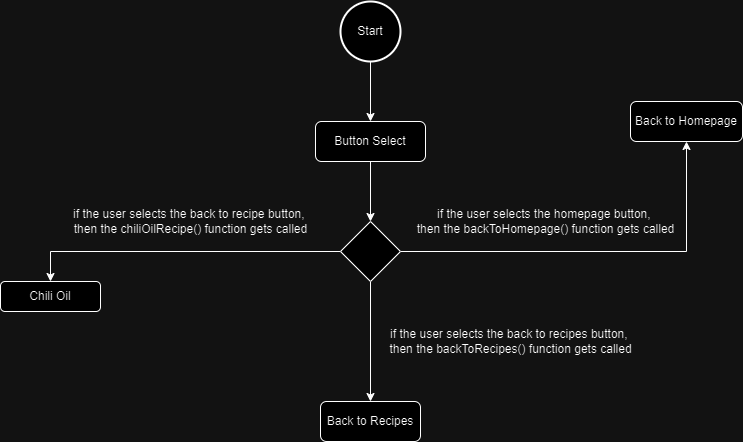 Start
Button Select
Back to Homepage
if the user selects the back to recipe button,
then the chiliOilRecipe() function gets called
if the user selects the homepage button,
then the backToHomepage() function gets called
Chili Oil
if the user selects the back to recipes button,
then the backToRecipes() function gets called
Back to Recipes